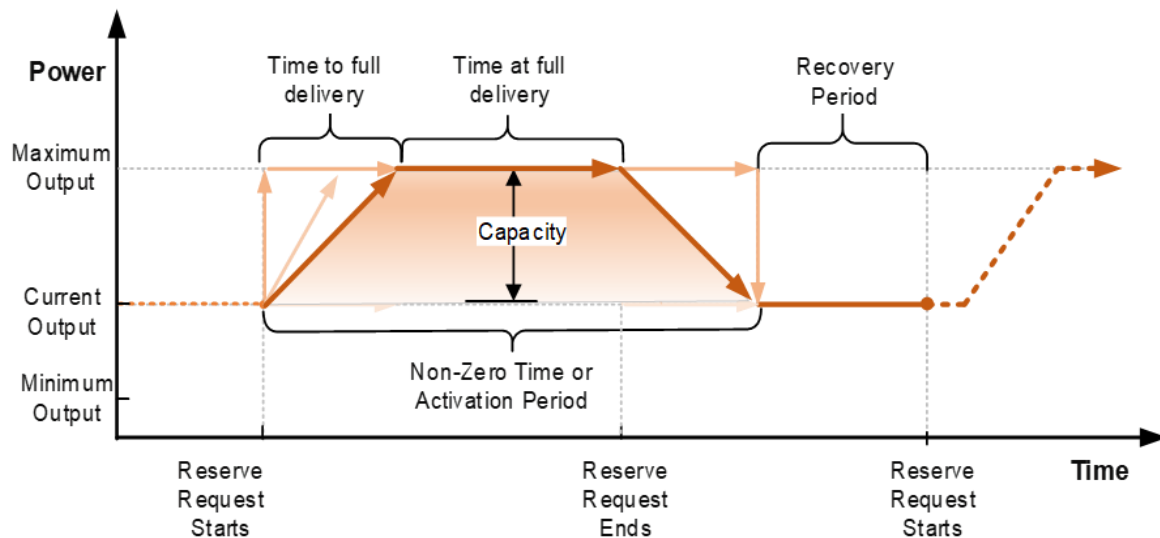 Power
Time to full
delivery
Time at full
delivery
Recovery
Period
Maximum
Output
Capacity
Current
Output
Non-Zero Time or
Activation Period
Minimum
Output
Reserve
Request
Starts
Reserve
Request
Ends
Reserve
Request
Starts
Time